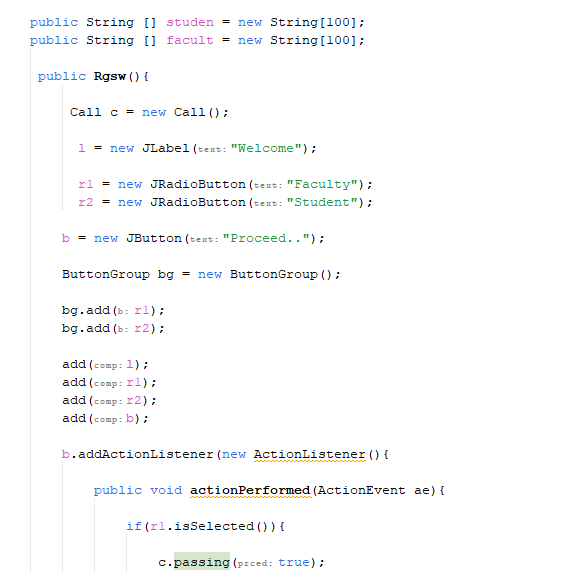 public String [] studen = new String[100];
public String [] facult = new String[100];
public Rgsw(){
Call c = new Call();
l = new JLabel(text: "Welcome");
r1 = new JRadioButton(text: "Faculty");
r2 = new JRadioButton(text: "Student");
b = new JButton(text: "Proceed..");
ButtonGroup bg = new ButtonGroup();
bg.add(b: r1);
bg.add(b: r2);
add(comp: l);
add(comp: r1);
add(comp: r2);
add(comp: b);
b.addActionListener(new ActionListener(){
public void actionPerformed(ActionEvent ae){
if(r1.isSelected()){
c.passing(prced: true);